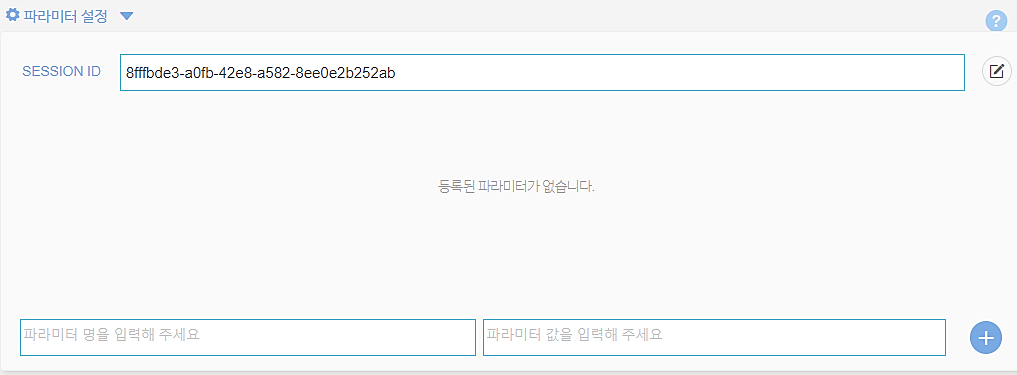 파라미터 설정
?
SESSION ID 8fffbde3-a0fb-42e8-a582-8ee0e2b252ab
등록된 파라미터가 없습니다.
파라미터 명을 입력해 주세요 파라미터 값을 입력해 주세요